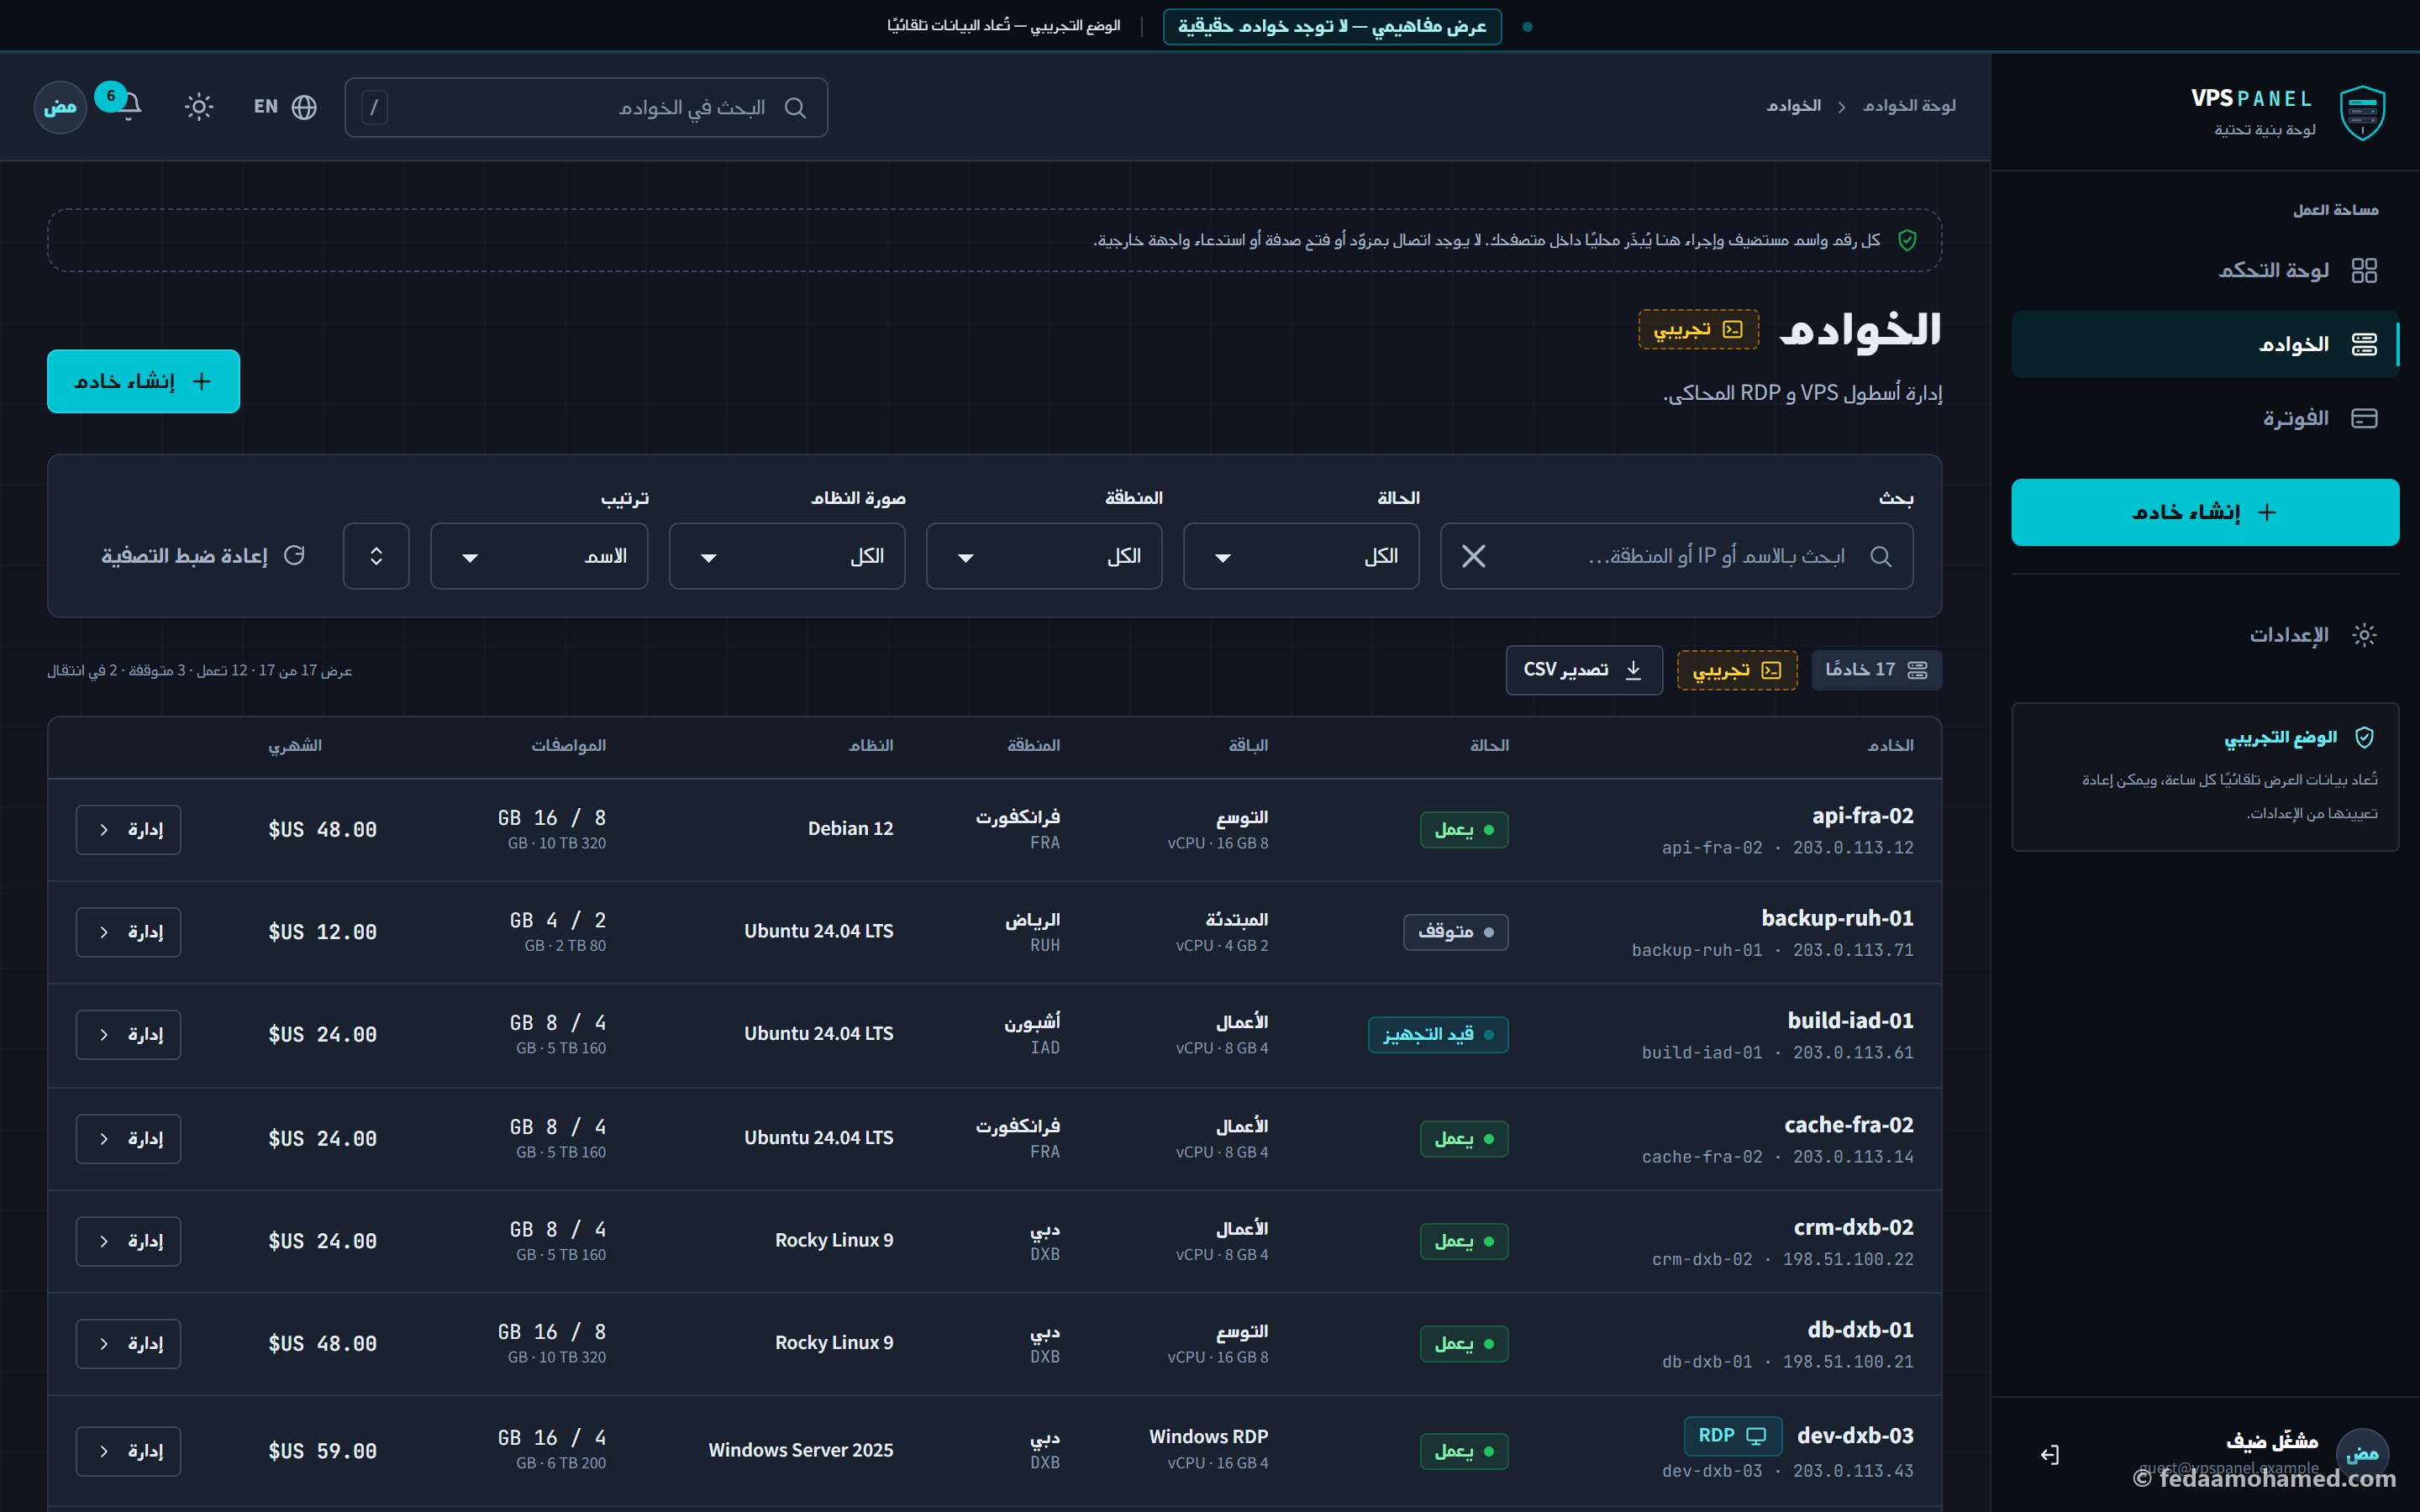 عرض مفاهيمي — لا توجد خوادم حقيقية
الوضع التجريبي — تُعاد البيانات تلقائيًا
VPS PANEL
لوحة بنية تحتية
لوحة الخوادم
الخوادم
البحث في الخوادم
/
EN
6
مض
مساحة العمل
لوحة التحكم
الخوادم
الفوترة
إنشاء خادم
الإعدادات
الوضع التجريبي
تُعاد بيانات العرض تلقائيًا كل ساعة، ويمكن إعادة
تعيينها من الإعدادات.
مشغّل ضيف
guest@vpspanel.example
مض
كل رقم واسم مستضيف وإجراء هنا يُبذَر محليًا داخل متصفحك. لا يوجد اتصال بمزوّد أو فتح صدفة أو استدعاء واجهة خارجية.
الخوادم
تجريبي
إدارة أسطول VPS و RDP المحاكى.
إنشاء خادم
بحث
الحالة
المنطقة
صورة النظام
ترتيب
ابحث بالاسم أو IP أو المنطقة...
الكل
الكل
الكل
الاسم
إعادة ضبط التصفية
17 خادمًا
تجريبي
تصدير CSV
عرض 17 من 17 · 12 تعمل · 3 متوقفة · 2 في انتقال
الخادم الحالة الباقة المنطقة النظام المواصفات الشهري
api-fra-02
api-fra-02 · 203.0.113.12
يعمل
التوسع
vCPU · 16 GB 8
فرانكفورت
FRA
Debian 12
GB 16 / 8
GB · 10 TB 320
$US 48.00
إدارة
backup-ruh-01
backup-ruh-01 · 203.0.113.71
متوقف
المبتدئة
vCPU · 4 GB 2
الرياض
RUH
Ubuntu 24.04 LTS
GB 4 / 2
GB · 2 TB 80
$US 12.00
إدارة
build-iad-01
build-iad-01 · 203.0.113.61
قيد التجهيز
الأعمال
vCPU · 8 GB 4
أشبورن
IAD
Ubuntu 24.04 LTS
GB 8 / 4
GB · 5 TB 160
$US 24.00
إدارة
cache-fra-02
cache-fra-02 · 203.0.113.14
يعمل
الأعمال
vCPU · 8 GB 4
فرانكفورت
FRA
Ubuntu 24.04 LTS
GB 8 / 4
GB · 5 TB 160
$US 24.00
إدارة
crm-dxb-02
crm-dxb-02 · 198.51.100.22
يعمل
الأعمال
vCPU · 8 GB 4
دبي
DXB
Rocky Linux 9
GB 8 / 4
GB · 5 TB 160
$US 24.00
إدارة
db-dxb-01
db-dxb-01 · 198.51.100.21
يعمل
التوسع
vCPU · 16 GB 8
دبي
DXB
Rocky Linux 9
GB 16 / 8
GB · 10 TB 320
$US 48.00
إدارة
dev-dxb-03
RDP
dev-dxb-03 · 203.0.113.43
يعمل
Windows RDP
vCPU · 16 GB 4
دبي
DXB
Windows Server 2025
GB 16 / 4
GB · 6 TB 200
$US 59.00
إدارة
© fedaamohamed.com